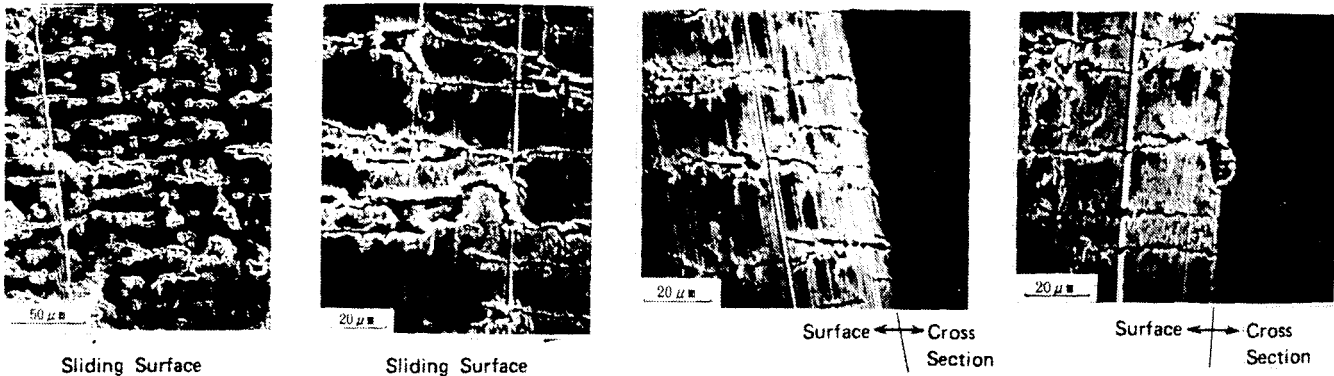 50 μm
20 μm
20 μm
20 μm
Sliding Surface
Sliding Surface
Surface ↔ Cross
Section
Surface ↔ Cross
Section